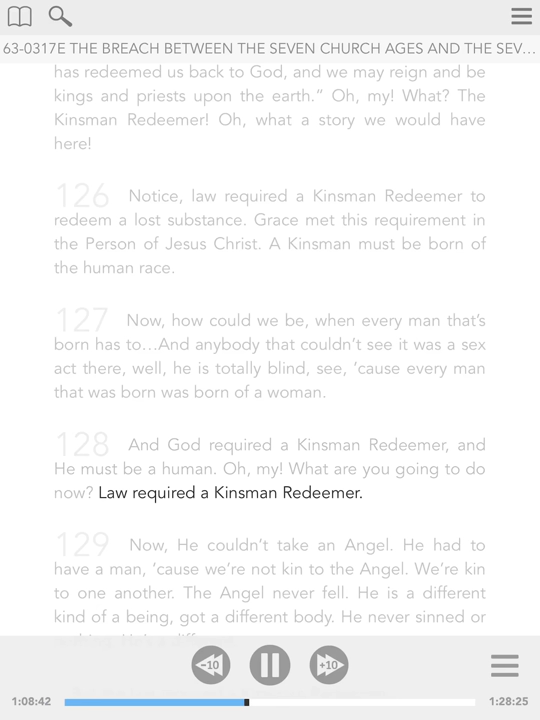 63-0317E THE BREACH BETWEEN THE SEVEN CHURCH AGES AND THE SEV...
has redeemed us back to God, and we may reign and be
kings and priests upon the earth.” Oh, my! What? The
Kinsman Redeemer! Oh, what a story we would have
here!
126 Notice, law required a Kinsman Redeemer to
redeem a lost substance. Grace met this requirement in
the Person of Jesus Christ. A Kinsman must be born of
the human race.
127 Now, how could we be, when every man that’s
born has to…And anybody that couldn’t see it was a sex
act there, well, he is totally blind, see, ‘cause every man
that was born was born of a woman.
128 And God required a Kinsman Redeemer, and
He must be a human. Oh, my! What are you going to do
now? Law required a Kinsman Redeemer.
129 Now, He couldn’t take an Angel. He had to
have a man, ‘cause we’re not kin to the Angel. We’re kin
to one another. The Angel never fell. He is a different
kind of a being, got a different body. He never sinned or
-10 +10
1:08:42 1:28:25